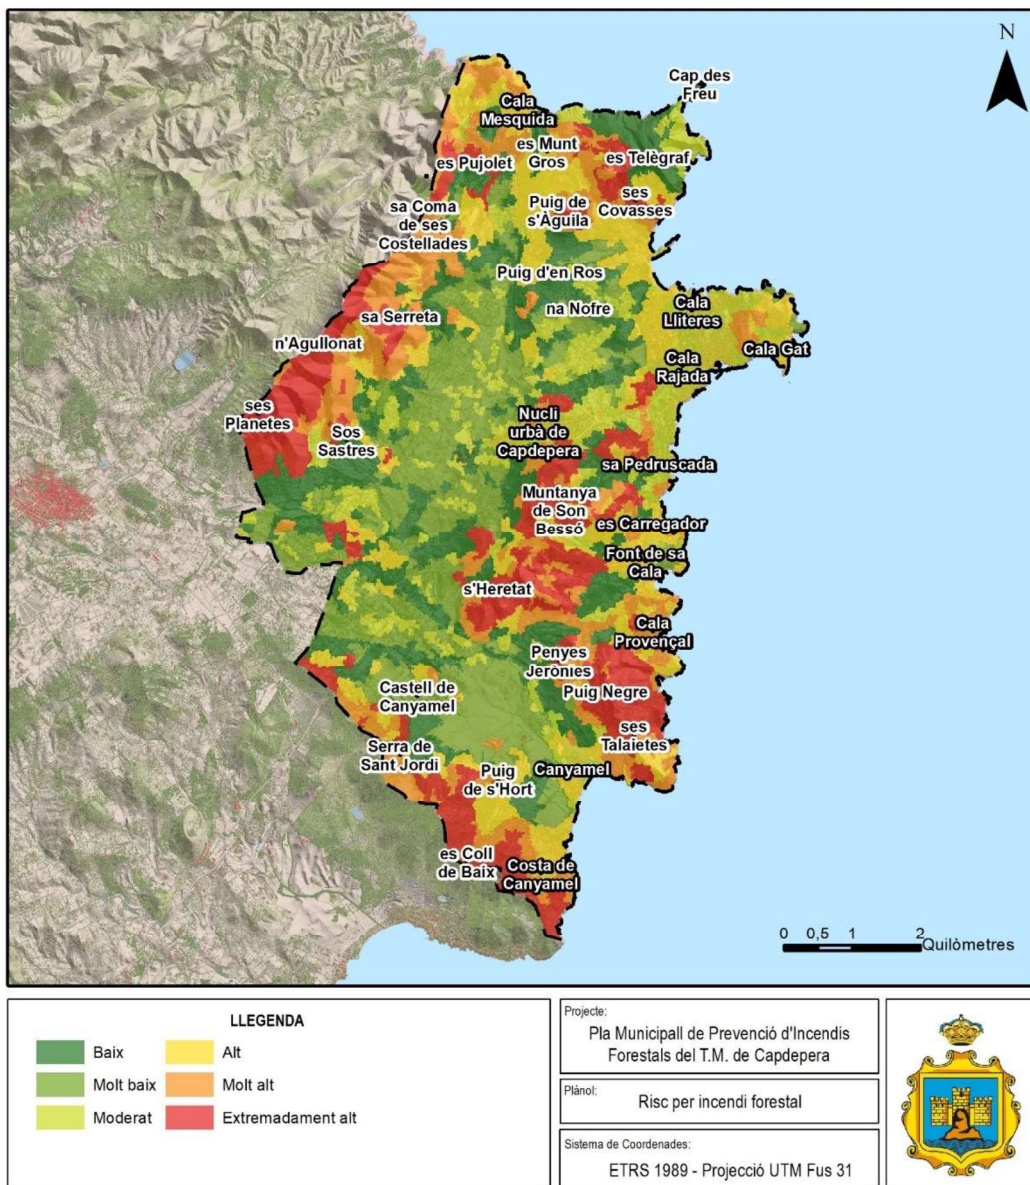 N
Cap des
Freu
Cala
Mesquida
es Munt
Gros
es Pujolet
es Telègraf
ses
Covasses
Puig de
s'Àguila
sa Coma
de ses
Costellades
Puig d'en Ros
na Nofre
Cala
Lliteres
sa Serreta
n'Agullonat
Cala Gat
Cala
Rajada
ses
Planetes
Sos
Sastres
Nucli
urbà de
Capdepera
sa Pedruscada
Muntanya
de Son
Bessó
es Carregador
Font de sa
Cala
s'Heretat
Cala
Provençal
Penyes
Jerònies
Puig Negre
Castell de
Canyamel
ses
Talaietes
Serra de
Sant Jordi
Puig
de s'Hort
Canyamel
es Coll
de Baix
Costa de
Canyamel
0 0,5 1 2
Quilòmetres
LLEGENDA
Baix
Molt baix
Moderat
Alt
Molt alt
Extremadament alt
Projecte:
Pla Municipall de Prevenció d'Incendis
Forestals del T.M. de Capdepera
Plànol:
Risc per incendi forestal
Sistema de Coordenades:
ETRS 1989 - Projecció UTM Fus 31